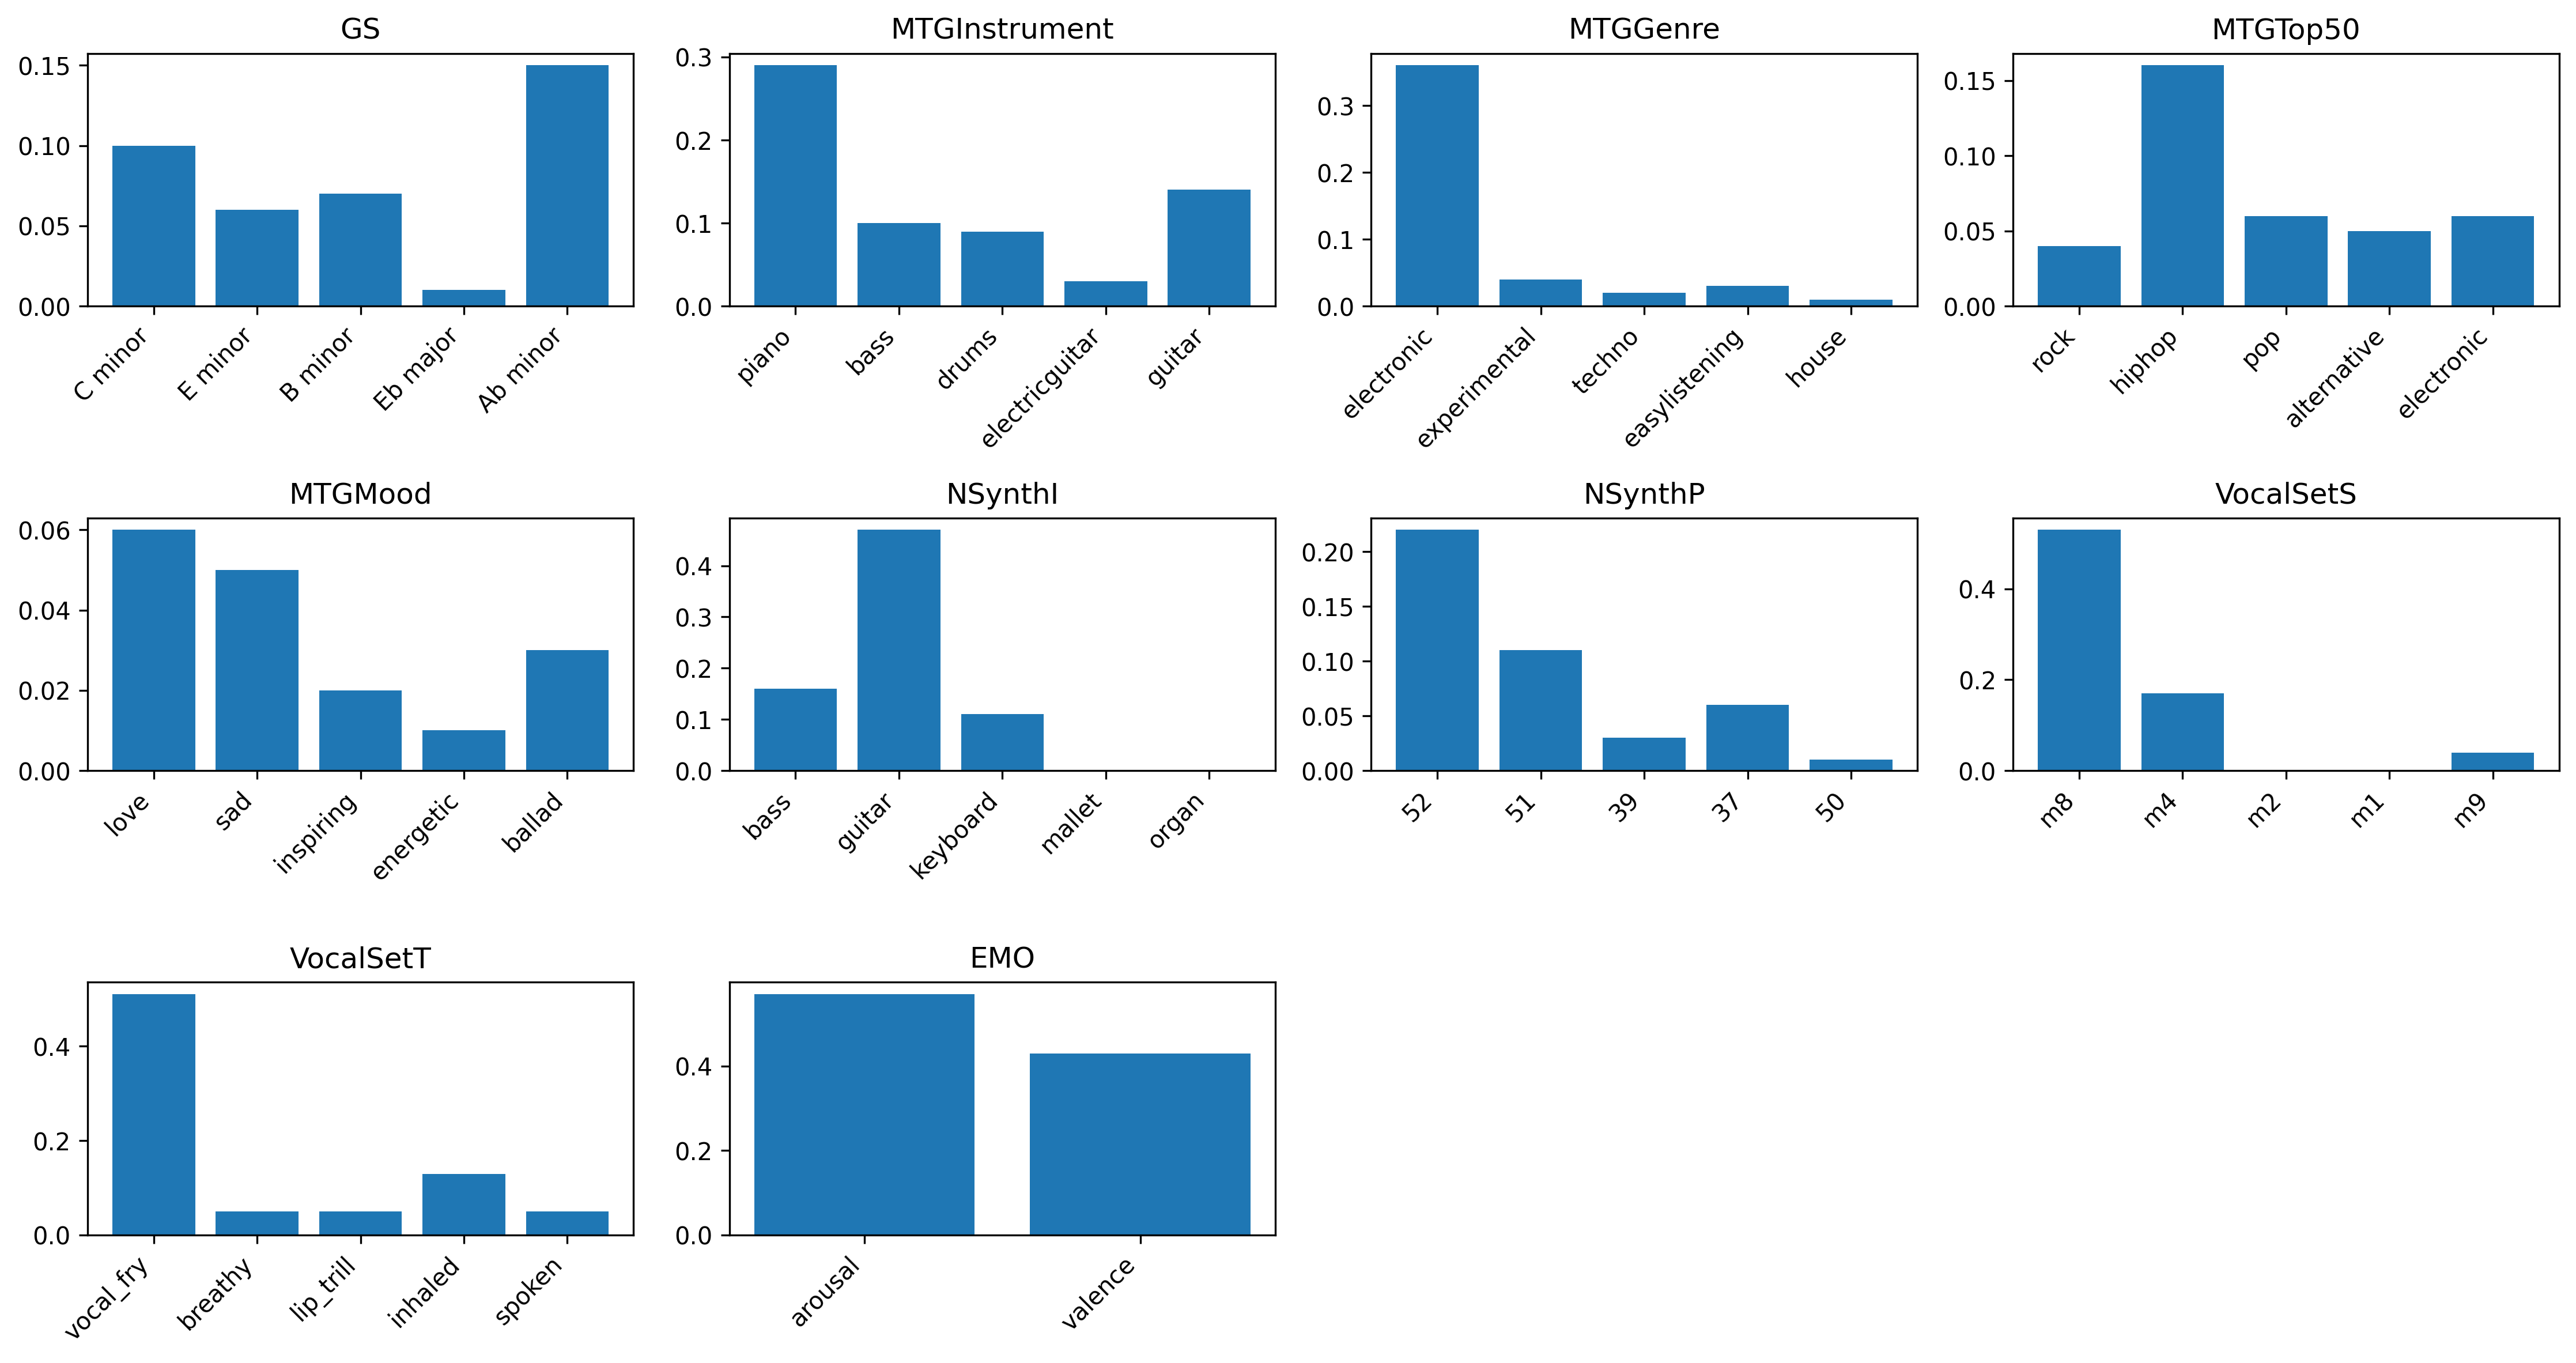 GS
0.15
0.10
0.05
0.00
C minor
E minor
B minor
Eb major
Ab minor
MTGInstrument
0.3
0.2
0.1
0.0
piano
bass
drums
electricguitar
guitar
MTGGenre
0.3
0.2
0.1
0.0
electronic
experimental
techno
easylistening
house
MTGTop50
0.15
0.10
0.05
0.00
rock
hiphop
pop
alternative
electronic
MTGMood
0.06
0.04
0.02
0.00
love
sad
inspiring
energetic
ballad
NSynthI
0.4
0.3
0.2
0.1
0.0
bass
guitar
keyboard
mallet
organ
NSynthP
0.20
0.15
0.10
0.05
0.00
52
51
39
37
50
VocalSetS
0.4
0.2
0.0
m8
m4
m2
m1
m9
VocalSetT
0.4
0.2
0.0
vocal_fry
breathy
lip_trill
inhaled
spoken
EMO
0.4
0.2
0.0
arousal
valence